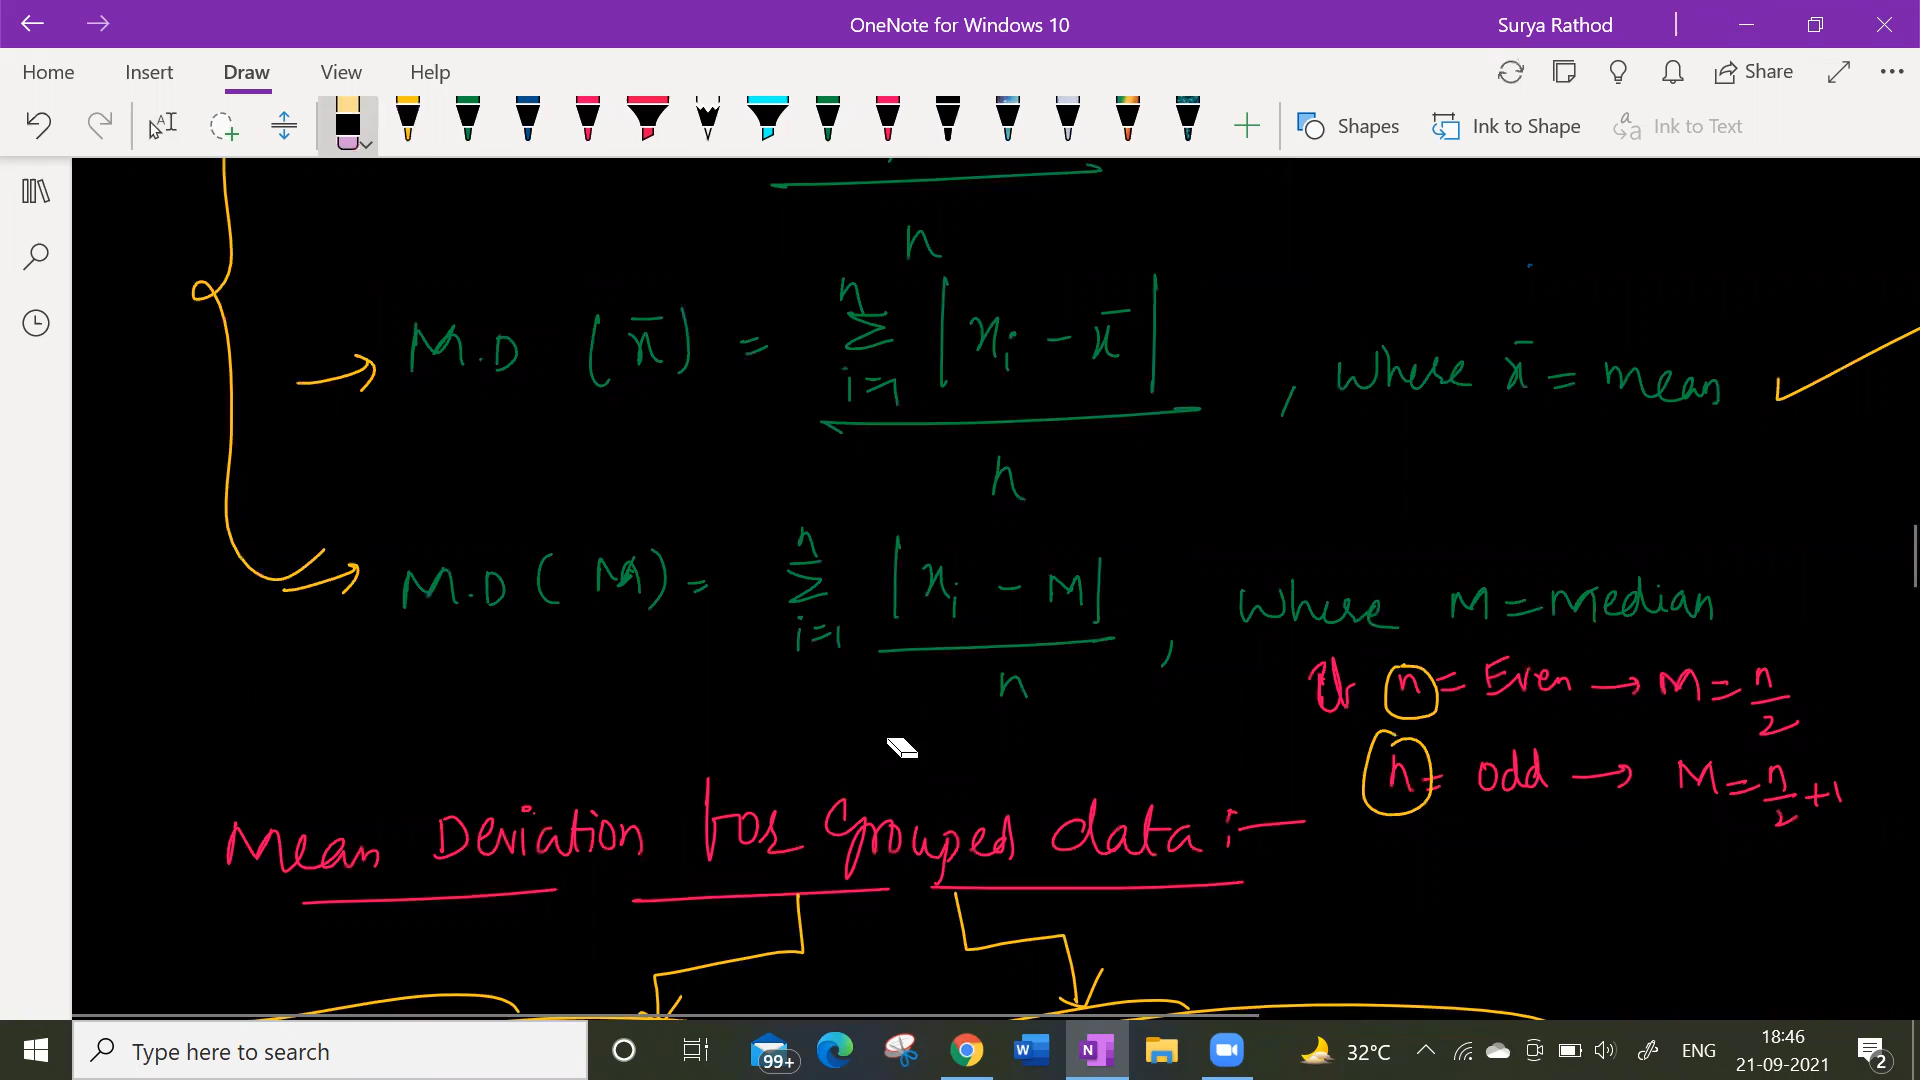 OneNote for Windows 10
Surya Rathod
Home Insert Draw View Help
Share
Shapes Ink to Shape Ink to Text
n
M.D (x̄) = n Σ i=1 |xi - x̄| , where x̄ = mean
n
M.D (M) = n Σ i=1 |xi - M| , where M = Median
n
If n = Even → M = n/2
n = odd → M = n/2 + 1
Mean Deviation for Grouped data :-
Type here to search
99+
32°C
ENG
18:46
21-09-2021
2